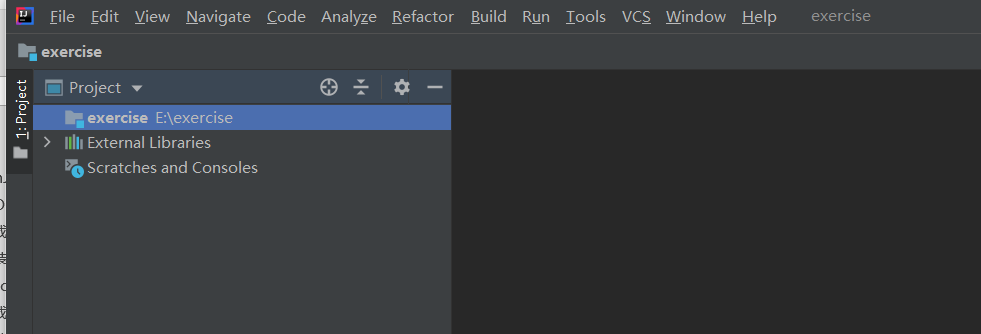 File Edit View Navigate Code Analyze Refactor Build Run Tools VCS Window Help exercise
exercise
1: Project
Project
exercise E:\exercise
External Libraries
Scratches and Consoles